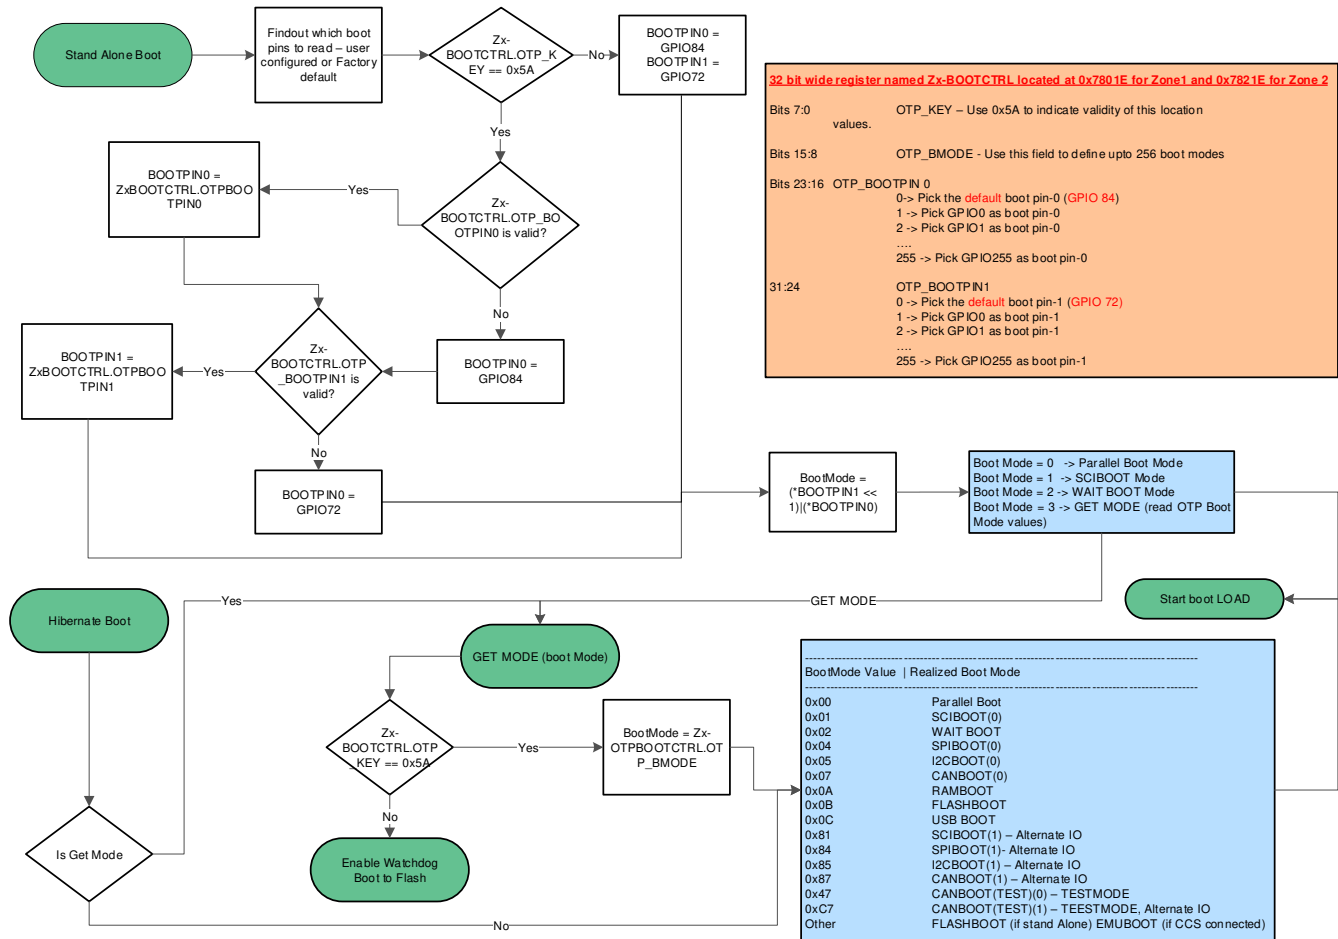 Stand Alone Boot
Findout which boot
pins to read – user
configured or Factory
default
Zx-
BOOTCTRL.OTP_K
EY == 0x5A
No
BOOTPIN0 =
GPIO84
BOOTPIN1 =
GPIO72
Yes
32 bit wide register named Zx-BOOTCTRL located at 0x7801E for Zone1 and 0x7821E for Zone 2
Bits 7:0 OTP_KEY – Use 0x5A to indicate validity of this location
values.
Bits 15:8 OTP_BMODE - Use this field to define upto 256 boot modes
Bits 23:16 OTP_BOOTPIN 0
0-> Pick the default boot pin-0 (GPIO 84)
1 -> Pick GPIO0 as boot pin-0
2 -> Pick GPIO1 as boot pin-0
....
255 -> Pick GPIO255 as boot pin-0
31:24 OTP_BOOTPIN1
0 -> Pick the default boot pin-1 (GPIO 72)
1 -> Pick GPIO0 as boot pin-1
2 -> Pick GPIO1 as boot pin-1
....
255 -> Pick GPIO255 as boot pin-1
BOOTPIN0 =
ZxBOOTCTRL.OTPBOO
TPIN0
Yes
Zx-
BOOTCTRL.OTP_BO
OTPIN0 is valid?
No
BOOTPIN1 =
ZxBOOTCTRL.OTPBOO
TPIN1
Yes
Zx-
BOOTCTRL.OTP
_BOOTPIN1 is
valid?
BOOTPIN0 =
GPIO84
No
BOOTPIN0 =
GPIO72
BootMode =
(*BOOTPIN1 <<
1)|(*BOOTPIN0)
Boot Mode = 0 -> Parallel Boot Mode
Boot Mode = 1 -> SCIBOOT Mode
Boot Mode = 2 -> WAIT BOOT Mode
Boot Mode = 3 -> GET MODE (read OTP Boot
Mode values)
Hibernate Boot
Yes
GET MODE
Start boot LOAD
GET MODE (boot Mode)
Zx-
BOOTCTRL.OTP
_KEY == 0x5A
Yes
BootMode = Zx-
OTPBOOTCTRL.OT
P_BMODE
No
Enable Watchdog
Boot to Flash
Is Get Mode
No
--------------------------------------------------------------------------------------------
BootMode Value | Realized Boot Mode
--------------------------------------------------------------------------------------------
0x00 Parallel Boot
0x01 SCIBOOT(0)
0x02 WAIT BOOT
0x04 SPIBOOT(0)
0x05 I2CBOOT(0)
0x07 CANBOOT(0)
0x0A RAMBOOT
0x0B FLASHBOOT
0x0C USB BOOT
0x81 SCIBOOT(1) – Alternate IO
0x84 SPIBOOT(1)- Alternate IO
0x85 I2CBOOT(1) – Alternate IO
0x87 CANBOOT(1) – Alternate IO
0x47 CANBOOT(TEST)(0) – TESTMODE
0xC7 CANBOOT(TEST)(1) – TEESTMODE, Alternate IO
Other FLASHBOOT (if stand Alone) EMUBOOT (if CCS connected)